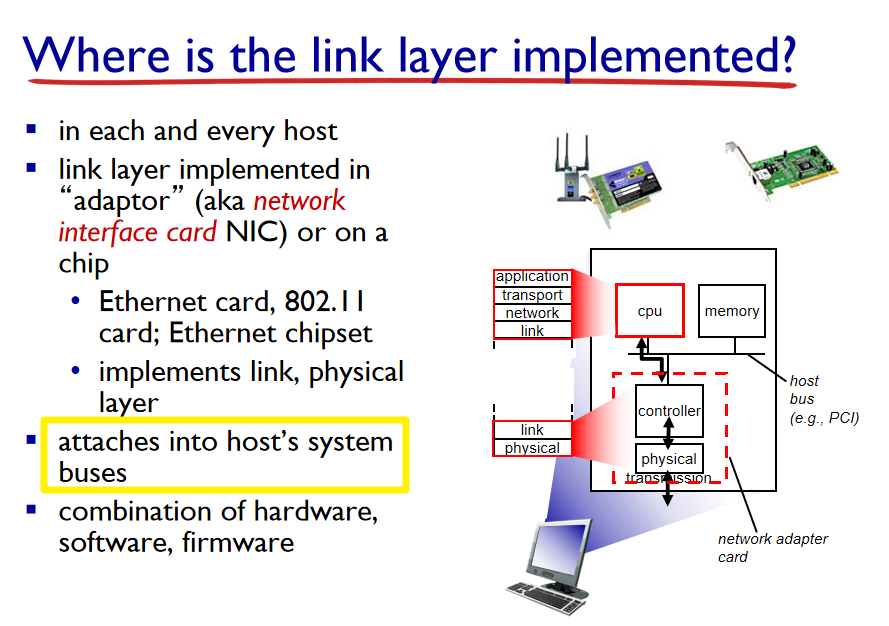 Where is the link layer implemented?
▪ in each and every host
▪ link layer implemented in
“adaptor” (aka network
interface card NIC) or on a
chip
• Ethernet card, 802.11
card; Ethernet chipset
• implements link, physical
layer
▪ attaches into host’s system
buses
▪ combination of hardware,
software, firmware
application
transport
network
link
cpu
memory
host
bus
(e.g., PCI)
controller
link
physical
physical
transmission
network adapter
card